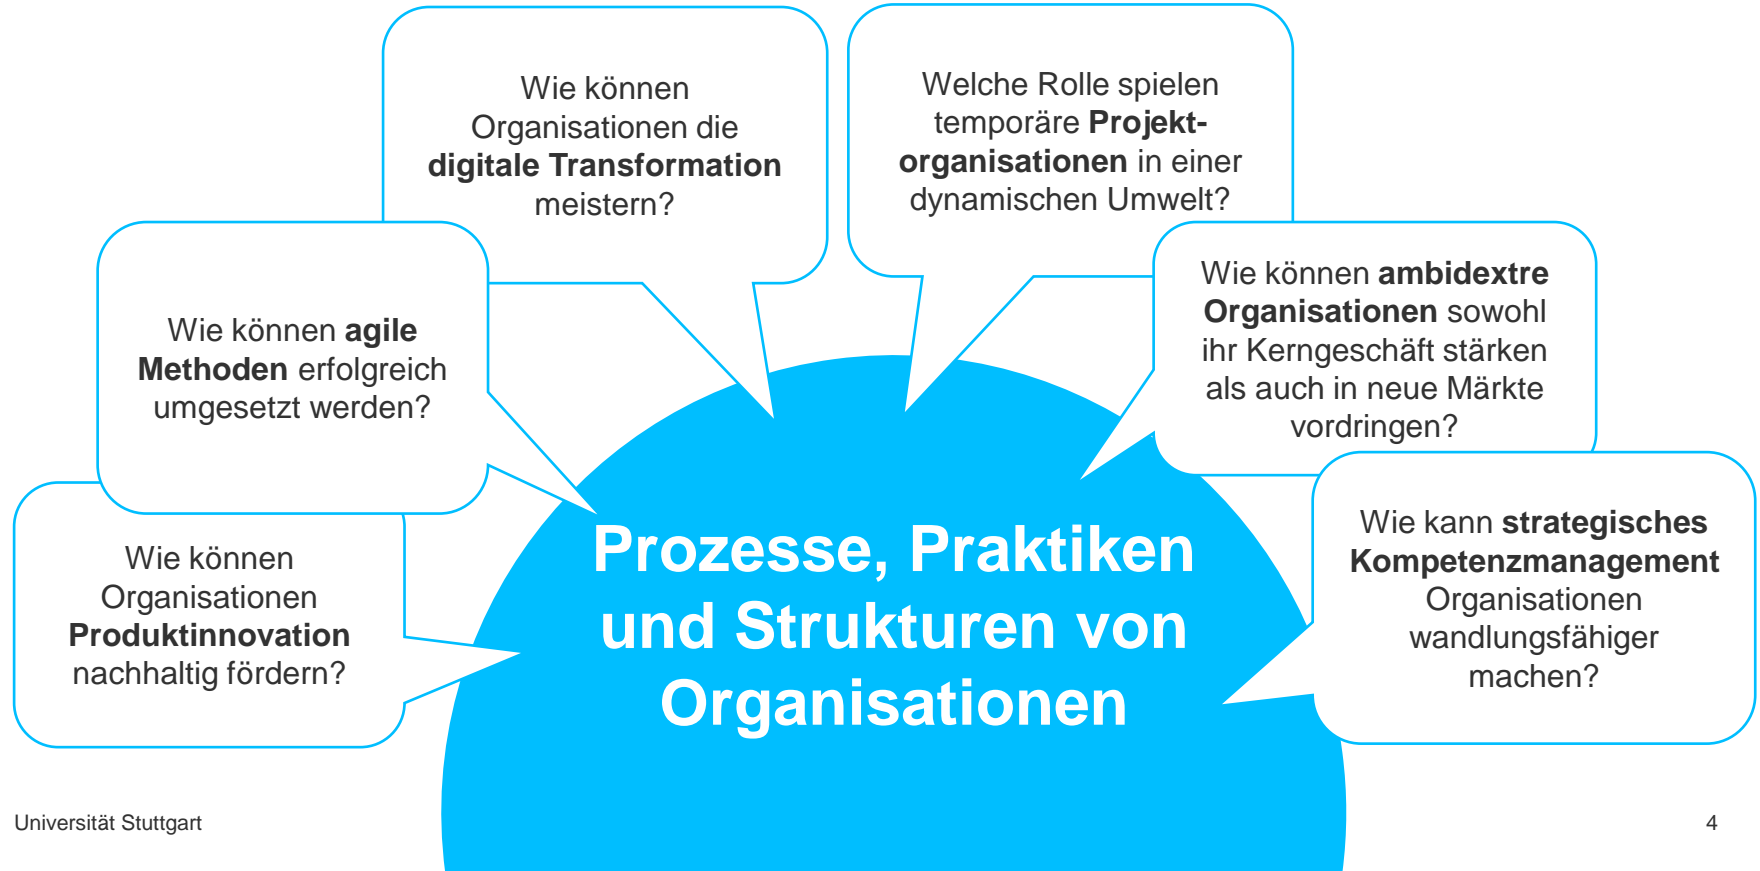 Wie können
Organisationen die
digitale Transformation
meistern?
Welche Rolle spielen
temporäre Projekt-
organisationen in einer
dynamischen Umwelt?
Wie können agile
Methoden erfolgreich
umgesetzt werden?
Wie können ambidextre
Organisationen sowohl
ihr Kerngeschäft stärken
als auch in neue Märkte
vordringen?
Wie können
Organisationen
Produktinnovation
nachhaltig fördern?
Wie kann strategisches
Kompetenzmanagement
Organisationen
wandlungsfähiger
machen?
Prozesse, Praktiken
und Strukturen von
Organisationen
Universität Stuttgart
4